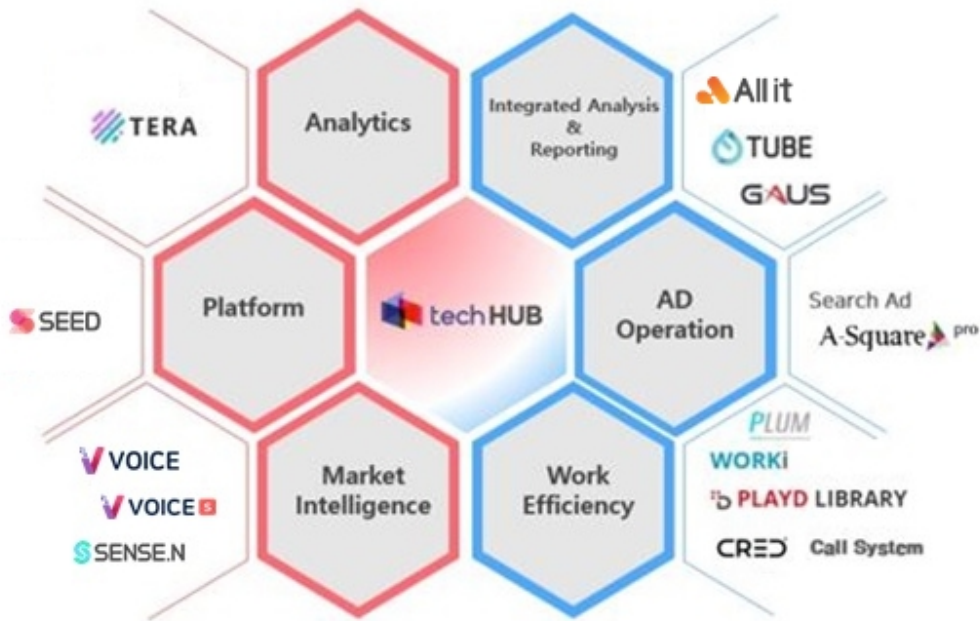 TERA
Analytics
Integrated Analysis
&
Reporting
All it
TUBE
GAUS
SEED
Platform
techHUB
AD
Operation
Search Ad
A-Square pro
VOICE
VOICE S
SENSE.N
Market
Intelligence
Work
Efficiency
PLUM
WORKi
PLAYD LIBRARY
CRED Call System